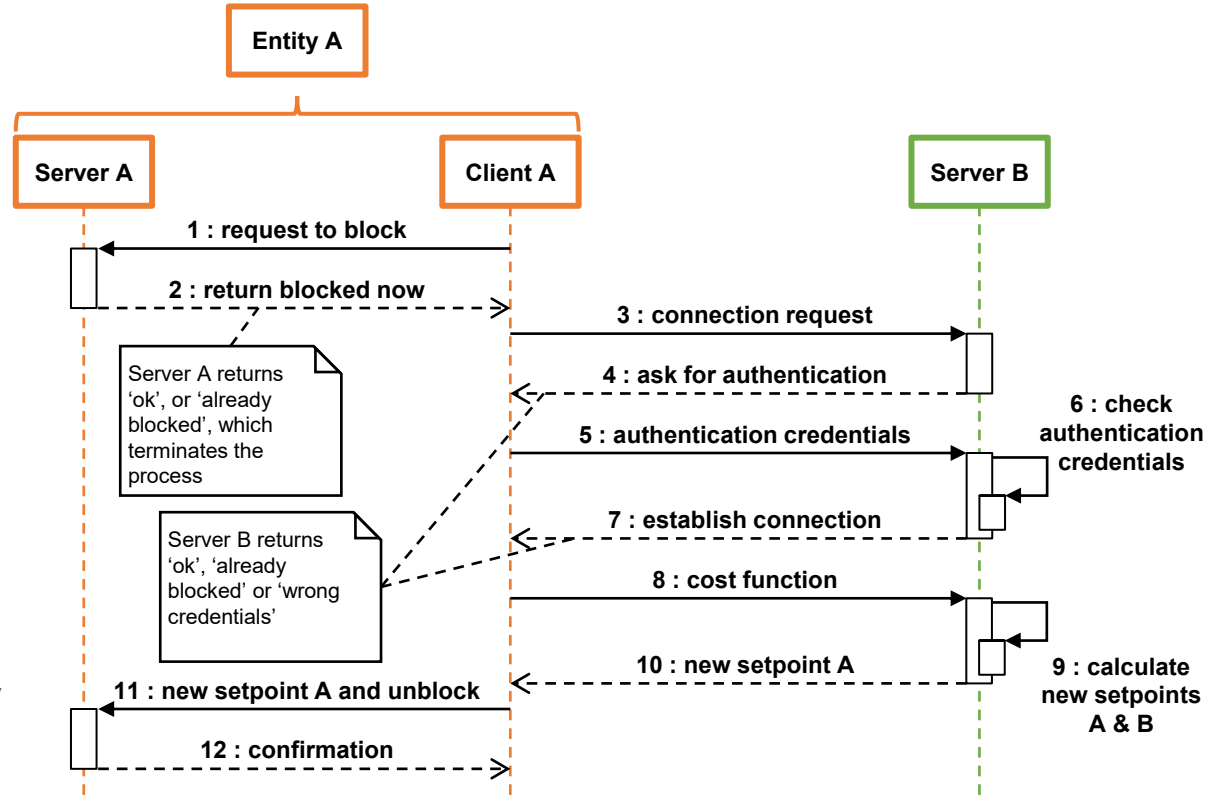 Entity A
Server A
Client A
Server B
1 : request to block
2 : return blocked now
3 : connection request
Server A returns
‘ok’, or ‘already
blocked’, which
terminates the
process
4 : ask for authentication
5 : authentication credentials
6 : check
authentication
credentials
7 : establish connection
Server B returns
‘ok’, ‘already
blocked’ or ‘wrong
credentials’
8 : cost function
9 : calculate
new setpoints
A & B
10 : new setpoint A
11 : new setpoint A and unblock
12 : confirmation